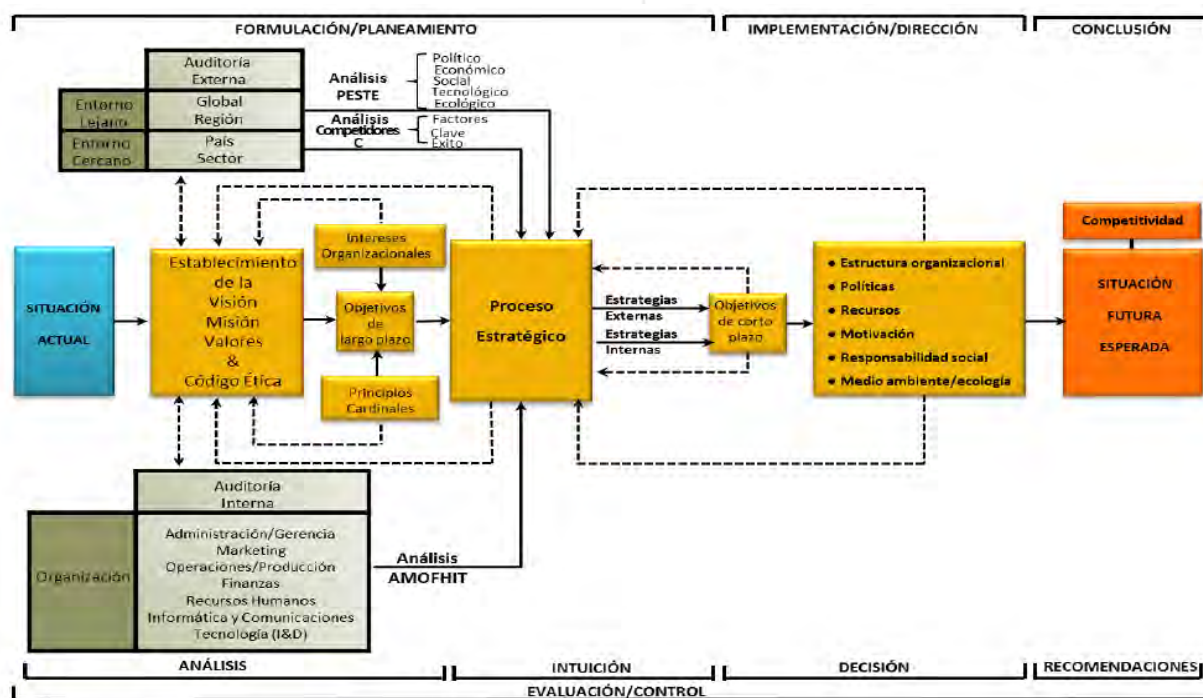 FORMULACIÓN/PLANEAMIENTO
IMPLEMENTACIÓN/DIRECCIÓN
CONCLUSIÓN
Auditoría
Externa
Entorno
Lejano
Global
Región
Entorno
Cercano
País
Sector
Análisis
PESTE
Político
Económico
Social
Tecnológico
Ecológico
Análisis
Competidores
C
Factores
Clave
Éxito
SITUACIÓN
ACTUAL
Establecimiento
de la
Visión
Misión
Valores
&
Código Ética
Intereses
Organizacionales
Objetivos
de
largo plazo
Principios
Cardinales
Proceso
Estratégico
Estrategias
Externas
Estrategias
Internas
Objetivos
de corto
plazo
• Estructura organizacional
• Políticas
• Recursos
• Motivación
• Responsabilidad social
• Medio ambiente/ecología
Competitividad
SITUACIÓN
FUTURA
ESPERADA
Auditoría
Interna
Organización
Administración/Gerencia
Marketing
Operaciones/Producción
Finanzas
Recursos Humanos
Informática y Comunicaciones
Tecnología (I&D)
Análisis
AMOFHIT
ANÁLISIS
INTUICIÓN
DECISIÓN
RECOMENDACIONES
EVALUACIÓN/CONTROL